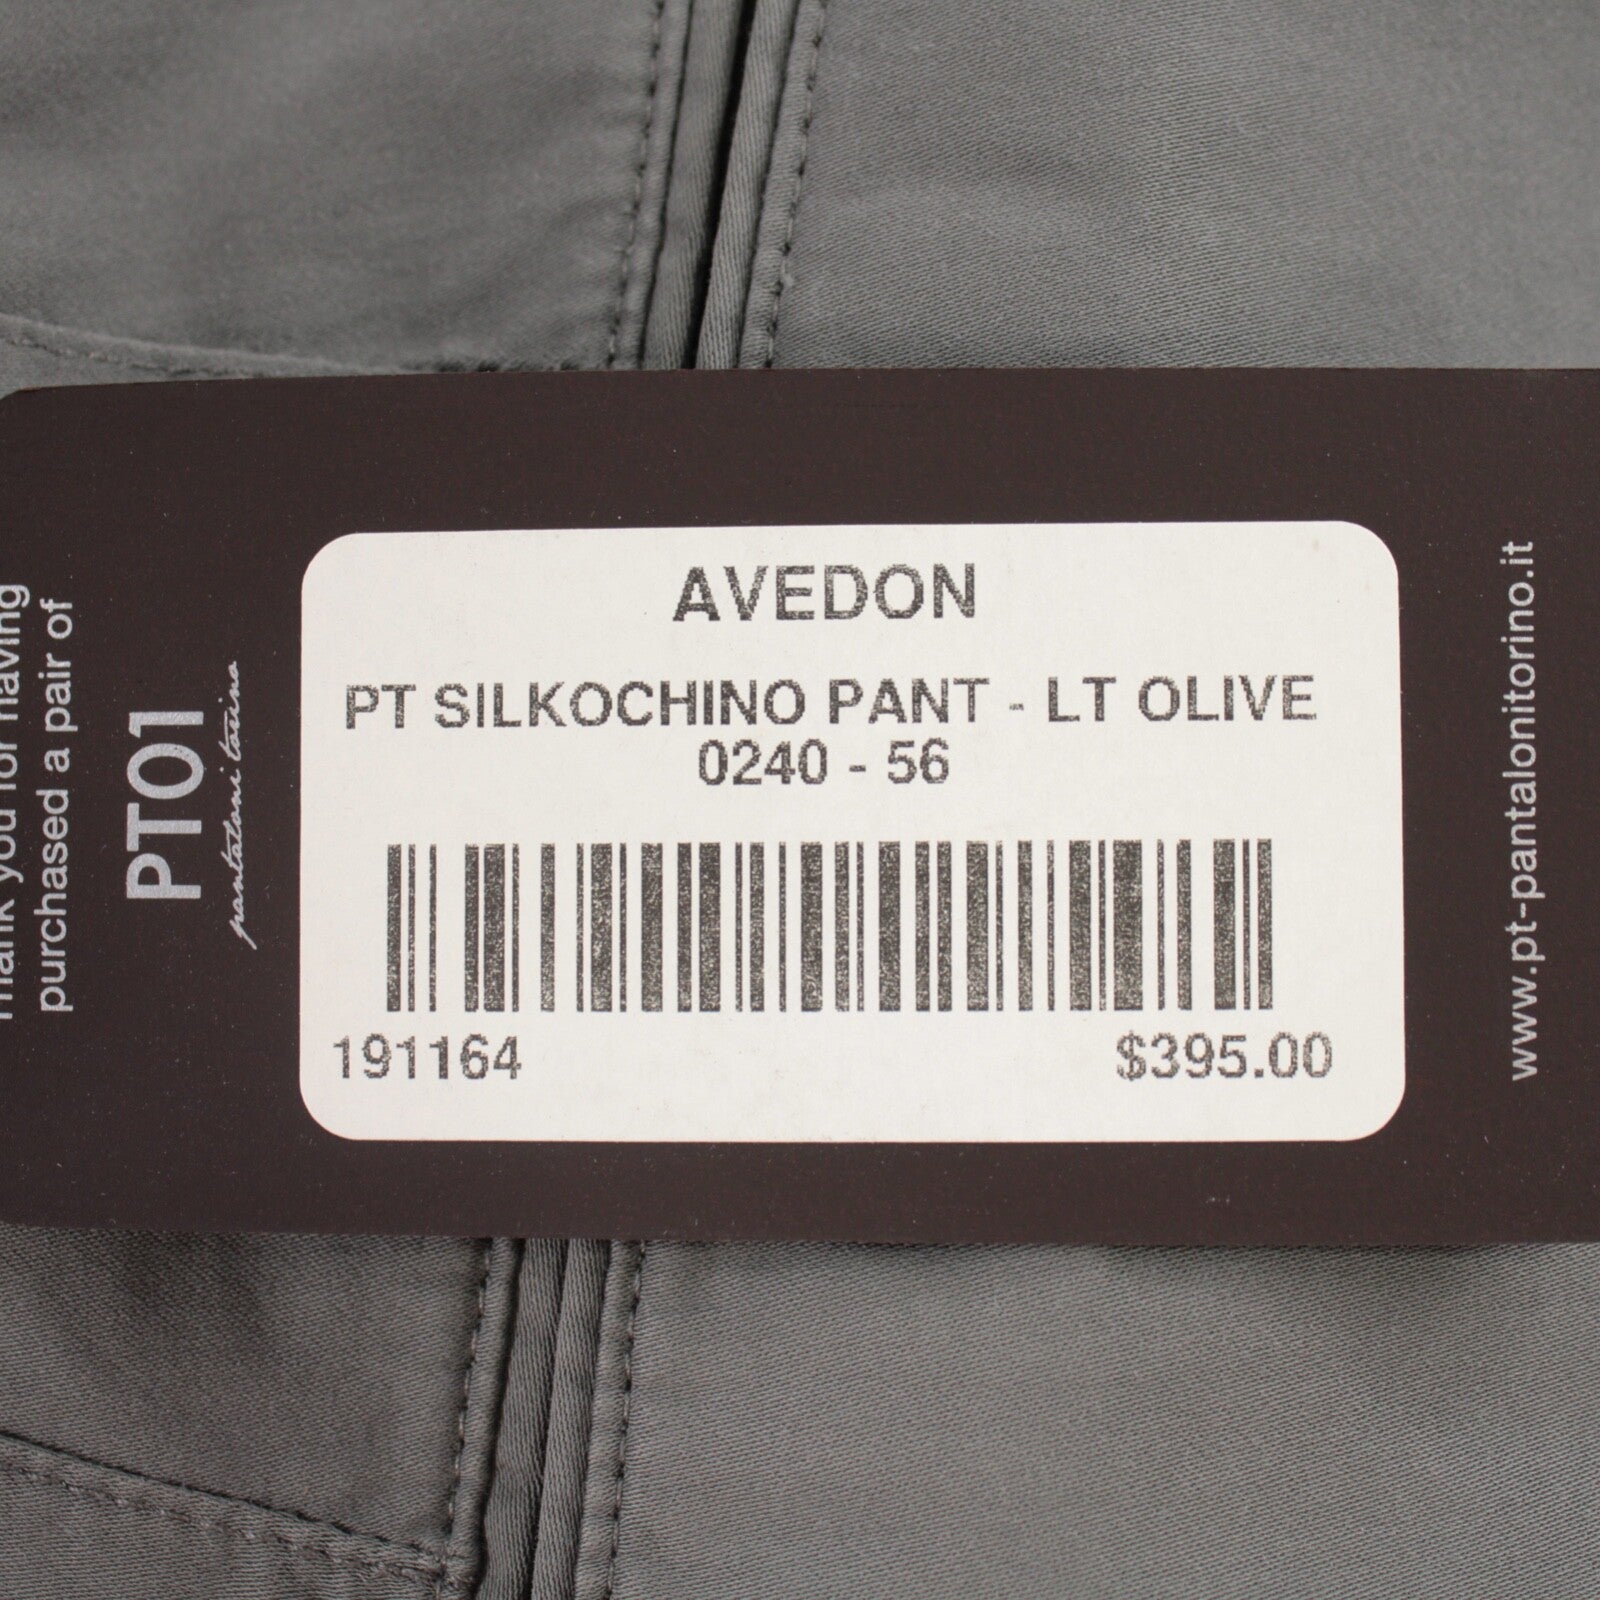 Thank you for having
purchased a pair of
PT01
pantaloni torino
AVEDON
PT SILKOCHINO PANT - LT OLIVE
0240 - 56
191164
$395.00
www.pt-pantalonitorino.it